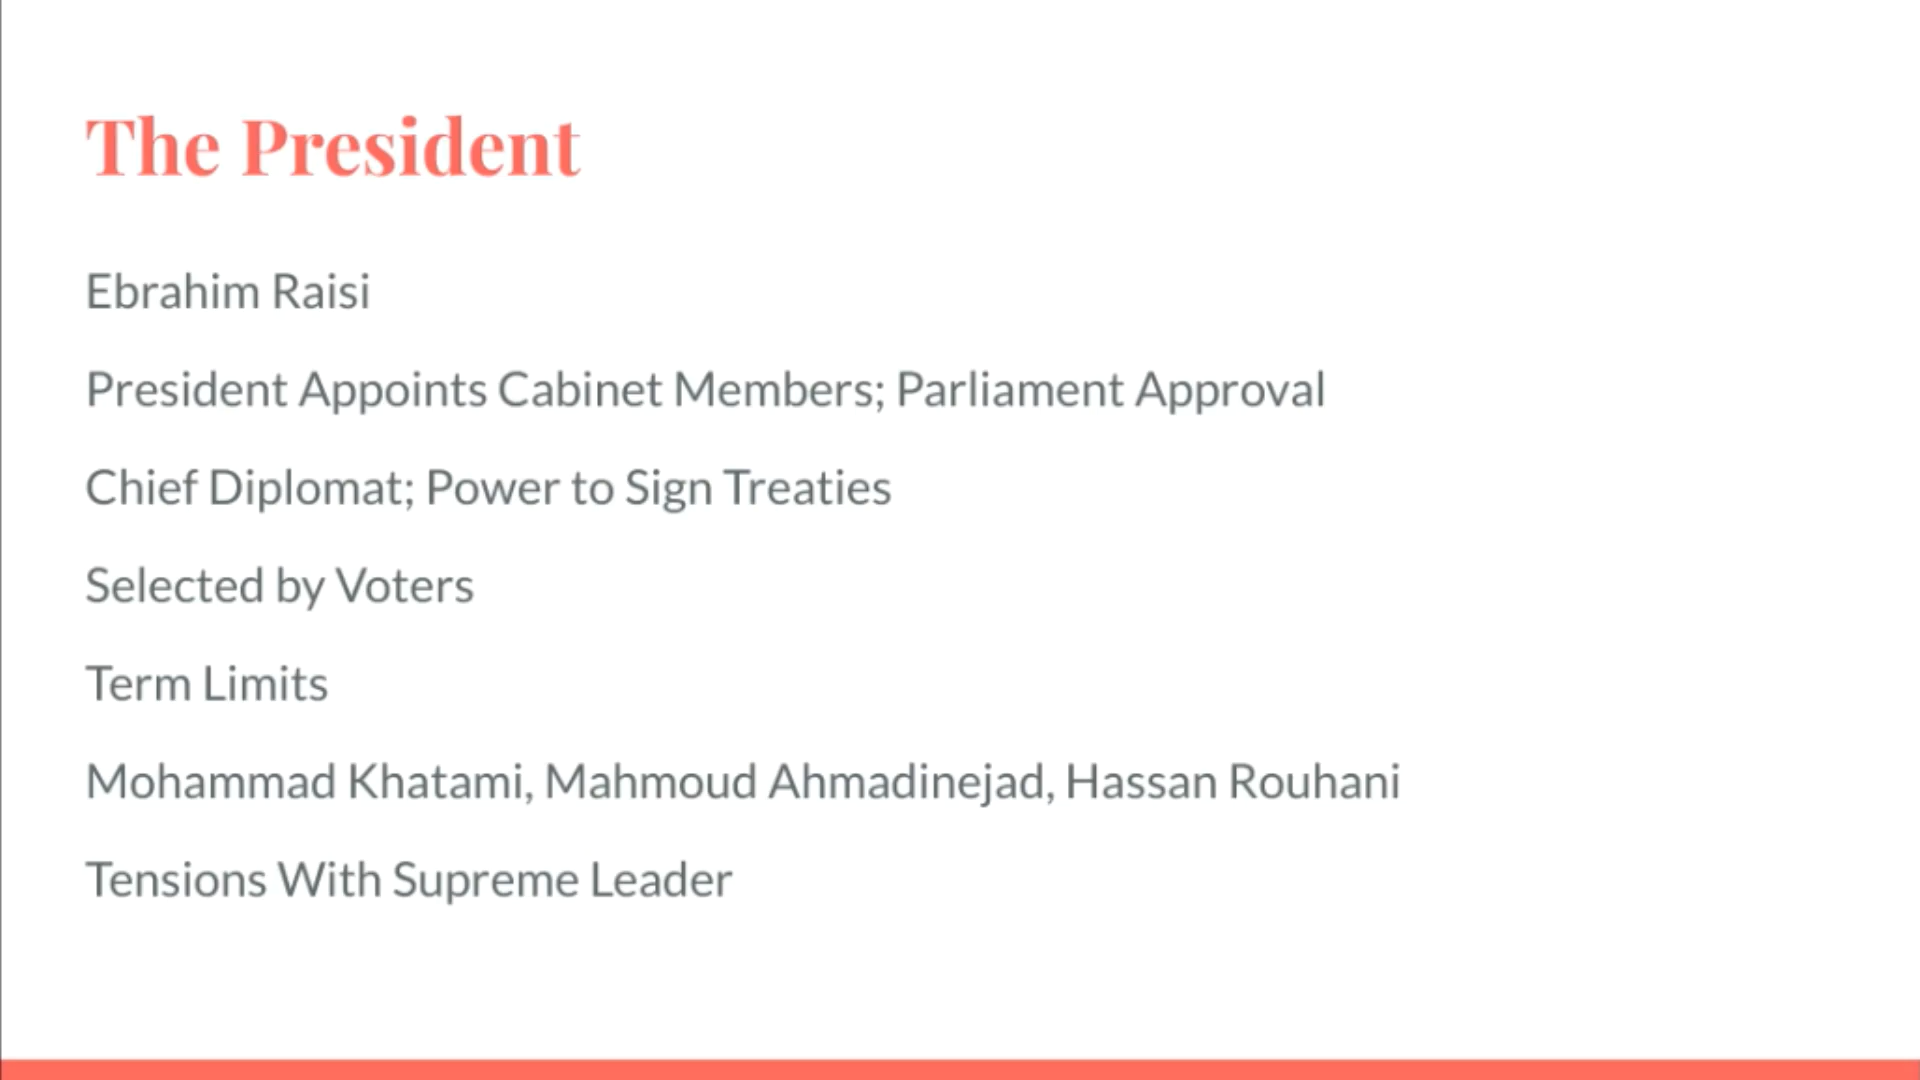 The President
Ebrahim Raisi
President Appoints Cabinet Members; Parliament Approval
Chief Diplomat; Power to Sign Treaties
Selected by Voters
Term Limits
Mohammad Khatami, Mahmoud Ahmadinejad, Hassan Rouhani
Tensions With Supreme Leader